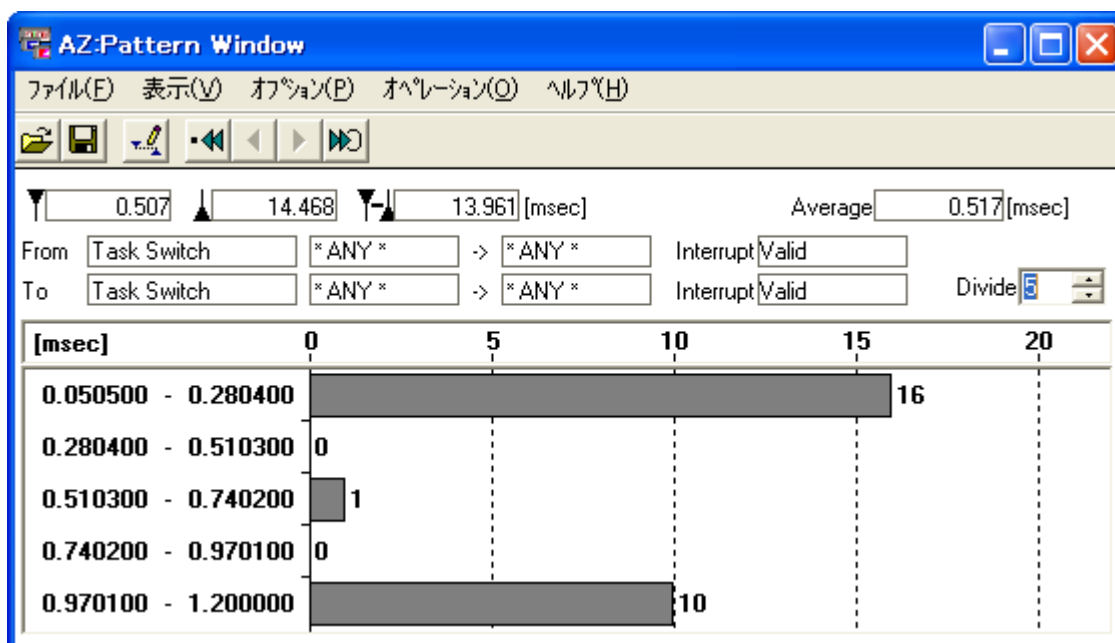 AZ:Pattern Window
ファイル(F) 表示(V) オプション(P) オペレーション(O) ヘルプ(H)
0.507 14.468 13.961 [msec] Average 0.517 [msec]
From Task Switch * ANY * -> * ANY * Interrupt Valid
To Task Switch * ANY * -> * ANY * Interrupt Valid Divide 5
[msec] 0 5 10 15 20
0.050500 - 0.280400 16
0.280400 - 0.510300 0
0.510300 - 0.740200 1
0.740200 - 0.970100 0
0.970100 - 1.200000 10